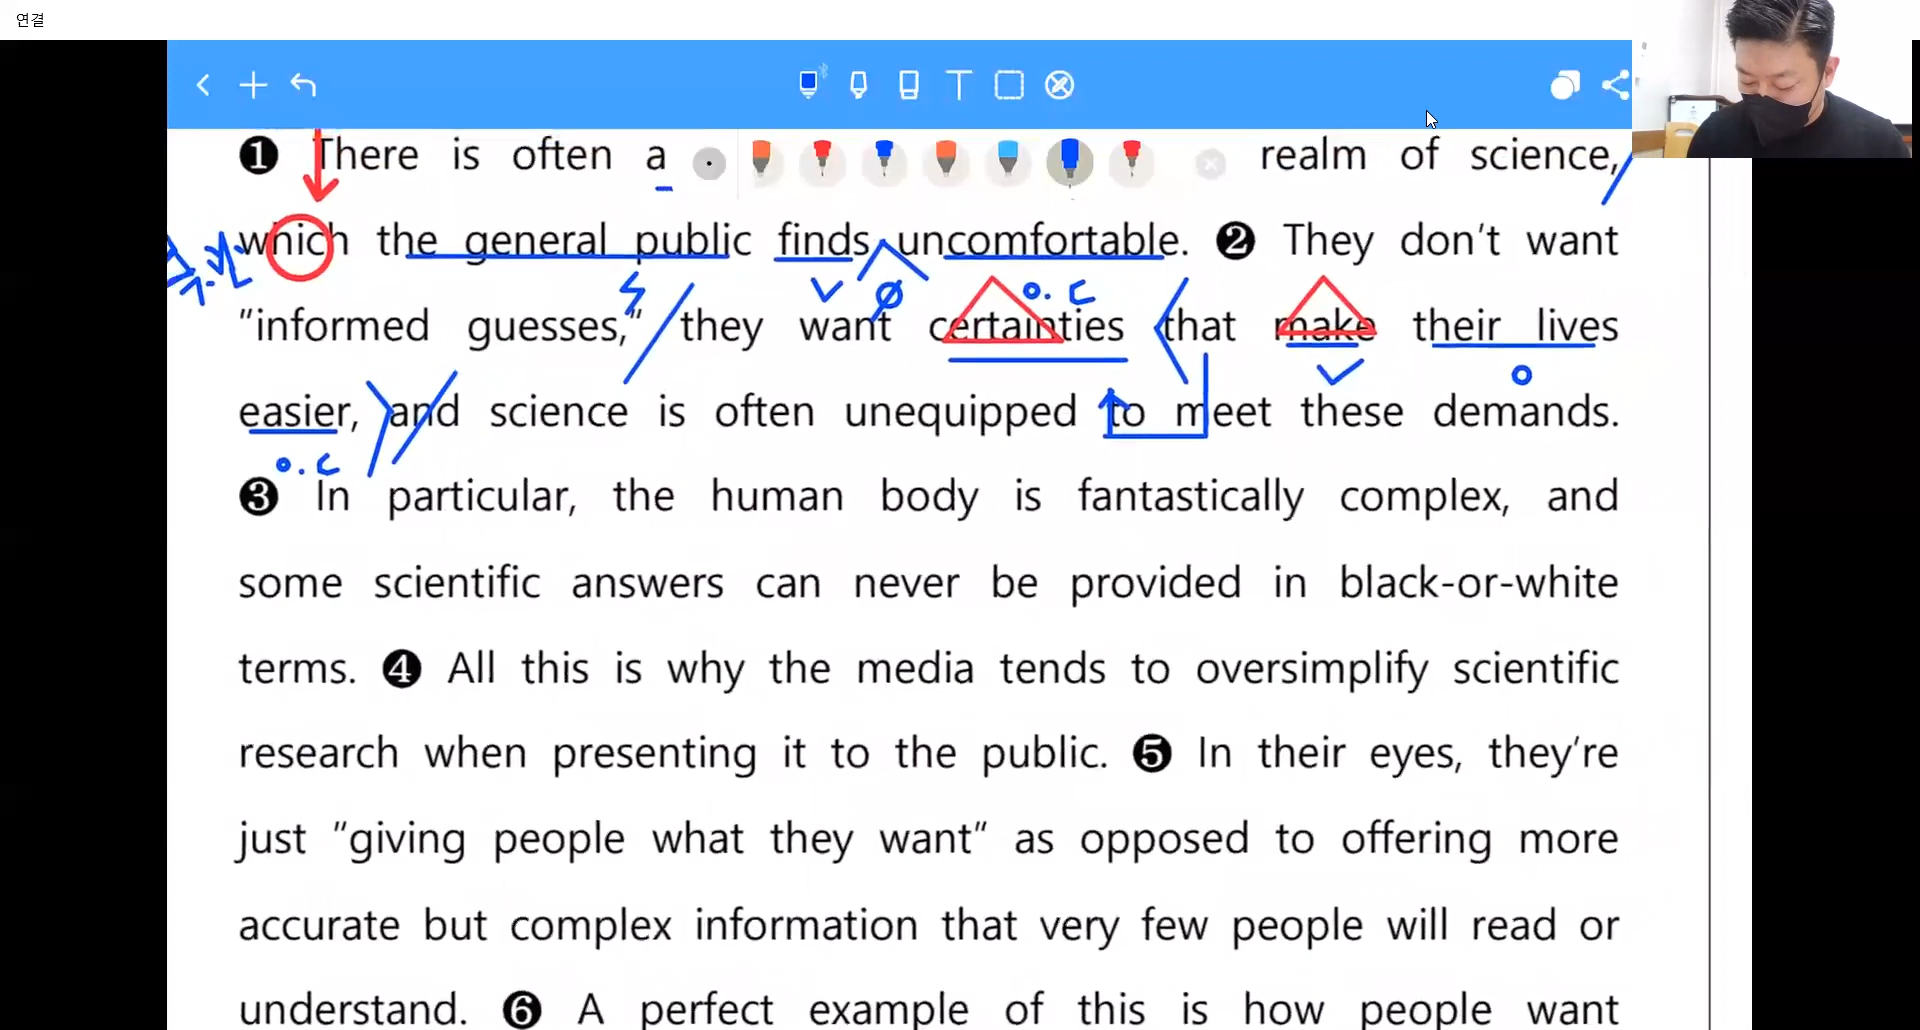 연결
❶ There is often a realm of science,
which the general public finds uncomfortable. ❷ They don't want
S V O O.C
"informed guesses," they want certainties that make their lives
V O
easier, and science is often unequipped to meet these demands.
O.C
❸ In particular, the human body is fantastically complex, and
some scientific answers can never be provided in black-or-white
terms. ❹ All this is why the media tends to oversimplify scientific
research when presenting it to the public. ❺ In their eyes, they're
just "giving people what they want" as opposed to offering more
accurate but complex information that very few people will read or
understand. ❻ A perfect example of this is how people want